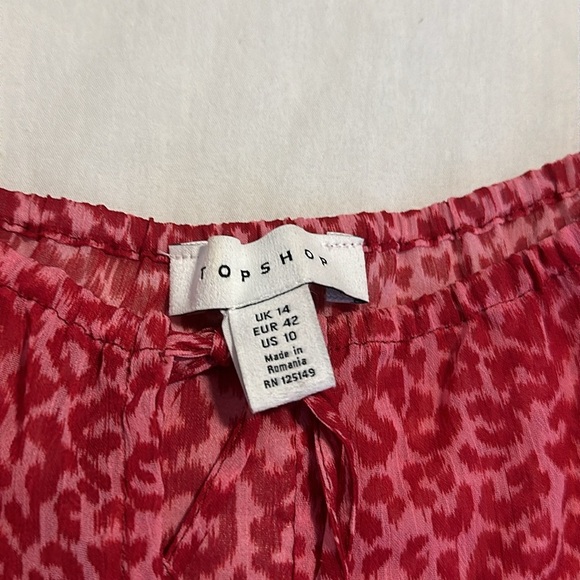 TOPSHOP
UK 14
EUR 42
US 10
Made in
Romania
RN 125149